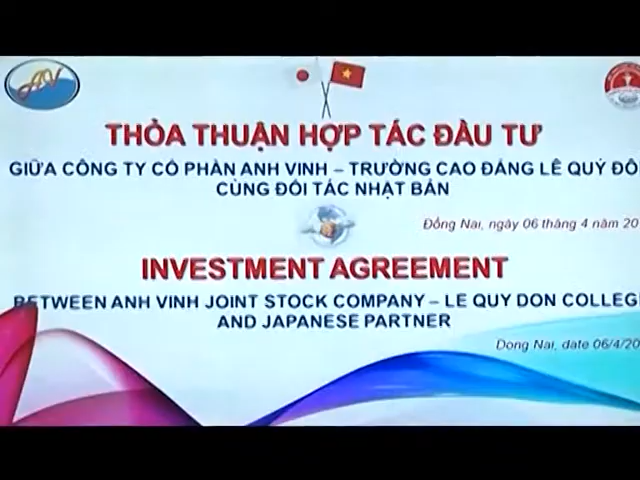 AV
THỎA THUẬN HỢP TÁC ĐẦU TƯ
GIỮA CÔNG TY CỔ PHẦN ANH VINH – TRƯỜNG CAO ĐẲNG LÊ QUÝ ĐÔ
CÙNG ĐỐI TÁC NHẬT BẢN
Đồng Nai, ngày 06 tháng 4 năm 20
INVESTMENT AGREEMENT
BETWEEN ANH VINH JOINT STOCK COMPANY – LE QUY DON COLLEG
AND JAPANESE PARTNER
Dong Nai, date 06/4/20